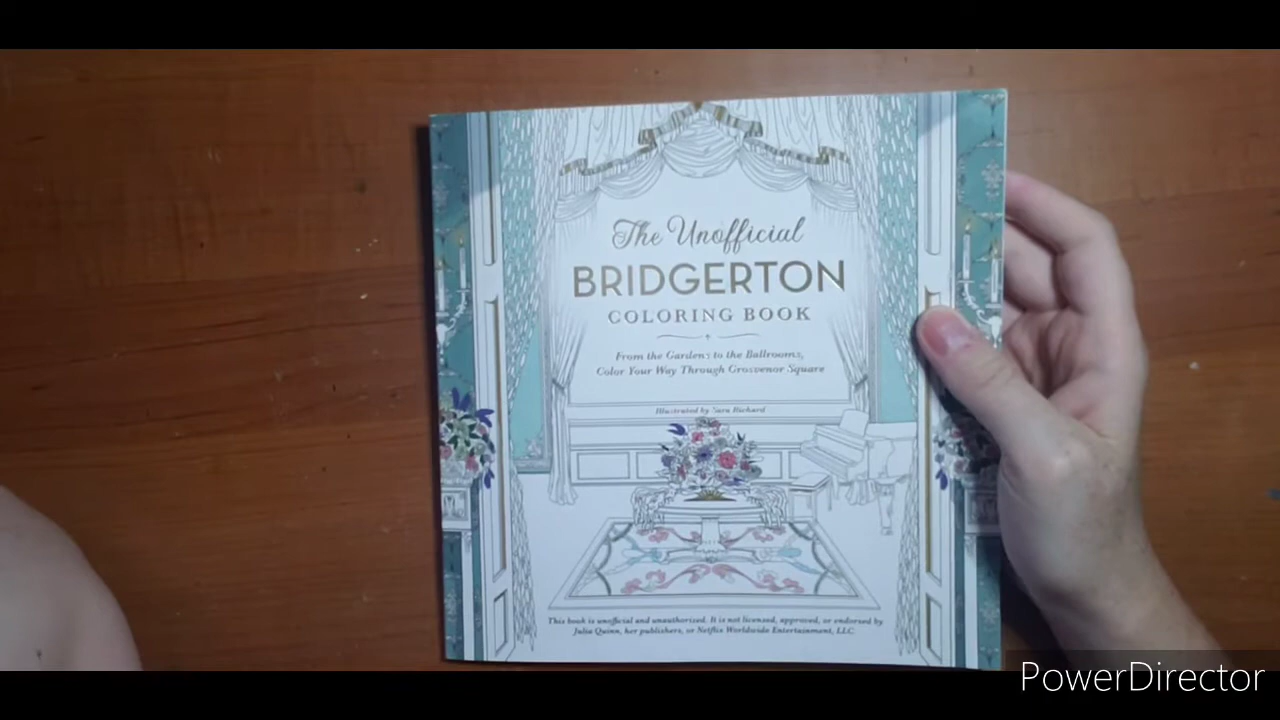 The Unofficial
BRIDGERTON
COLORING BOOK
From the Gardens to the Ballrooms,
Color Your Way Through Grosvenor Square
Illustrated by Sara Richard
This book is unofficial and unauthorized. It is not licensed, approved, or endorsed by
Julia Quinn, her publishers, or Netflix Worldwide Entertainment, LLC.
PowerDirector